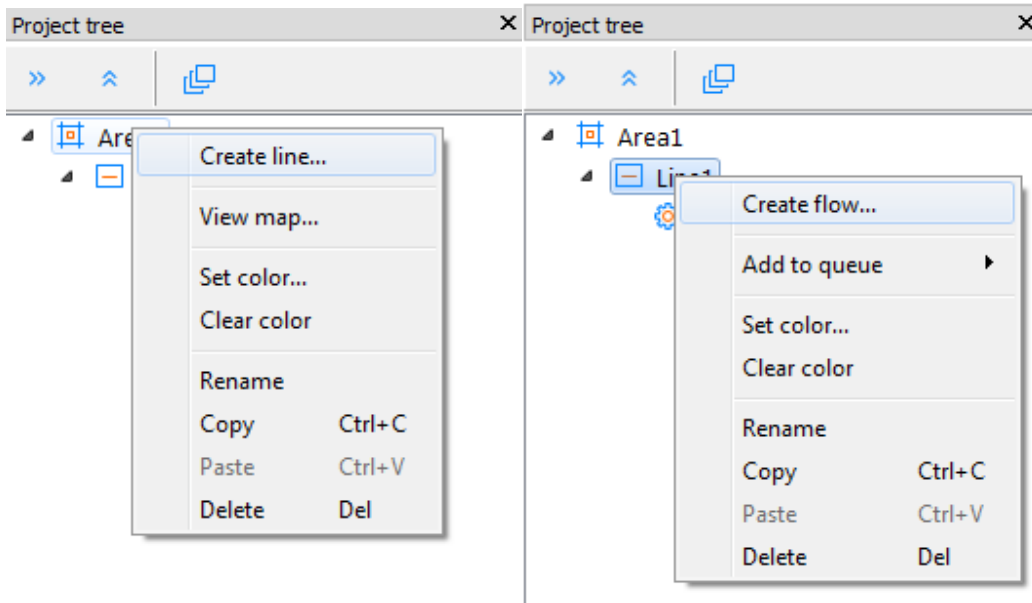 Project tree
Create line...
View map...
Set color...
Clear color
Rename
Copy Ctrl+C
Paste Ctrl+V
Delete Del
Project tree
Area1
Line1
Create flow...
Add to queue
Set color...
Clear color
Rename
Copy Ctrl+C
Paste Ctrl+V
Delete Del